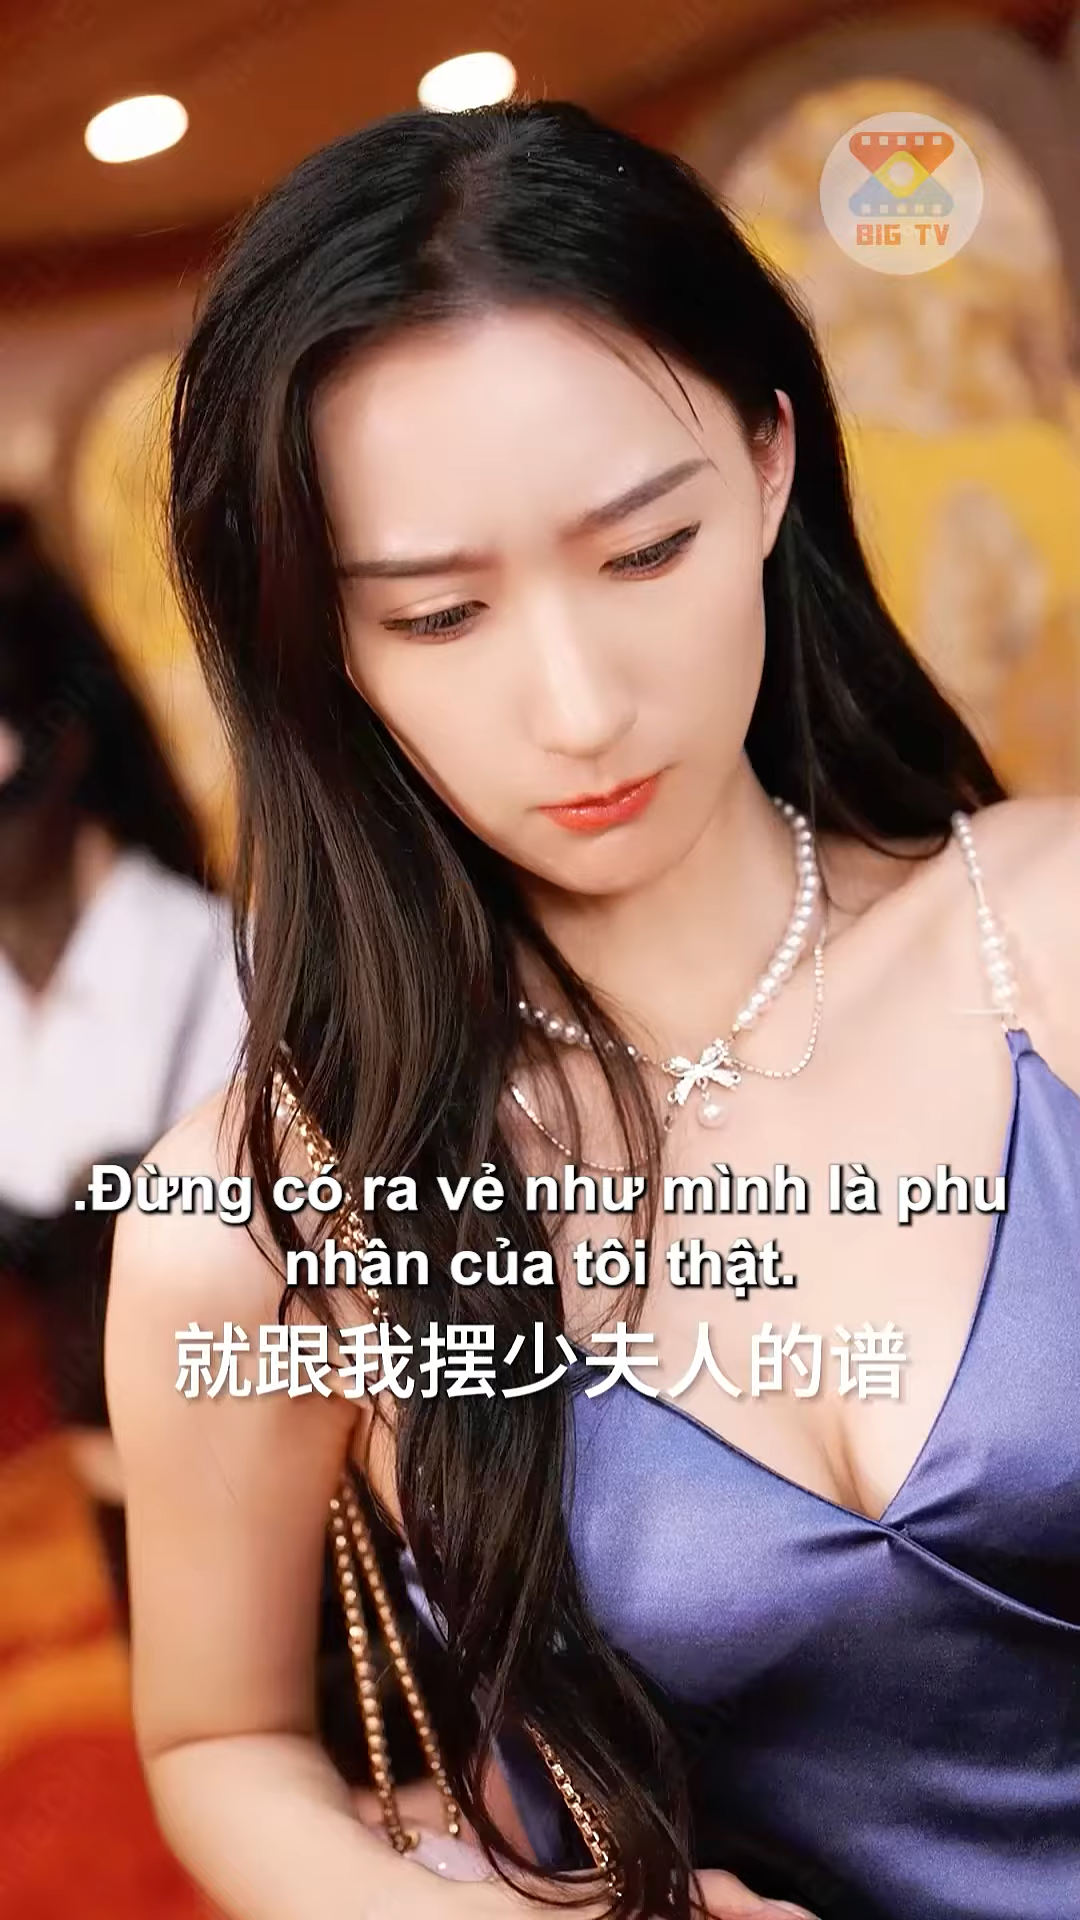 BIG TV
.Đừng có ra vẻ như mình là phu
nhân của tôi thật.
就跟我摆少夫人的谱